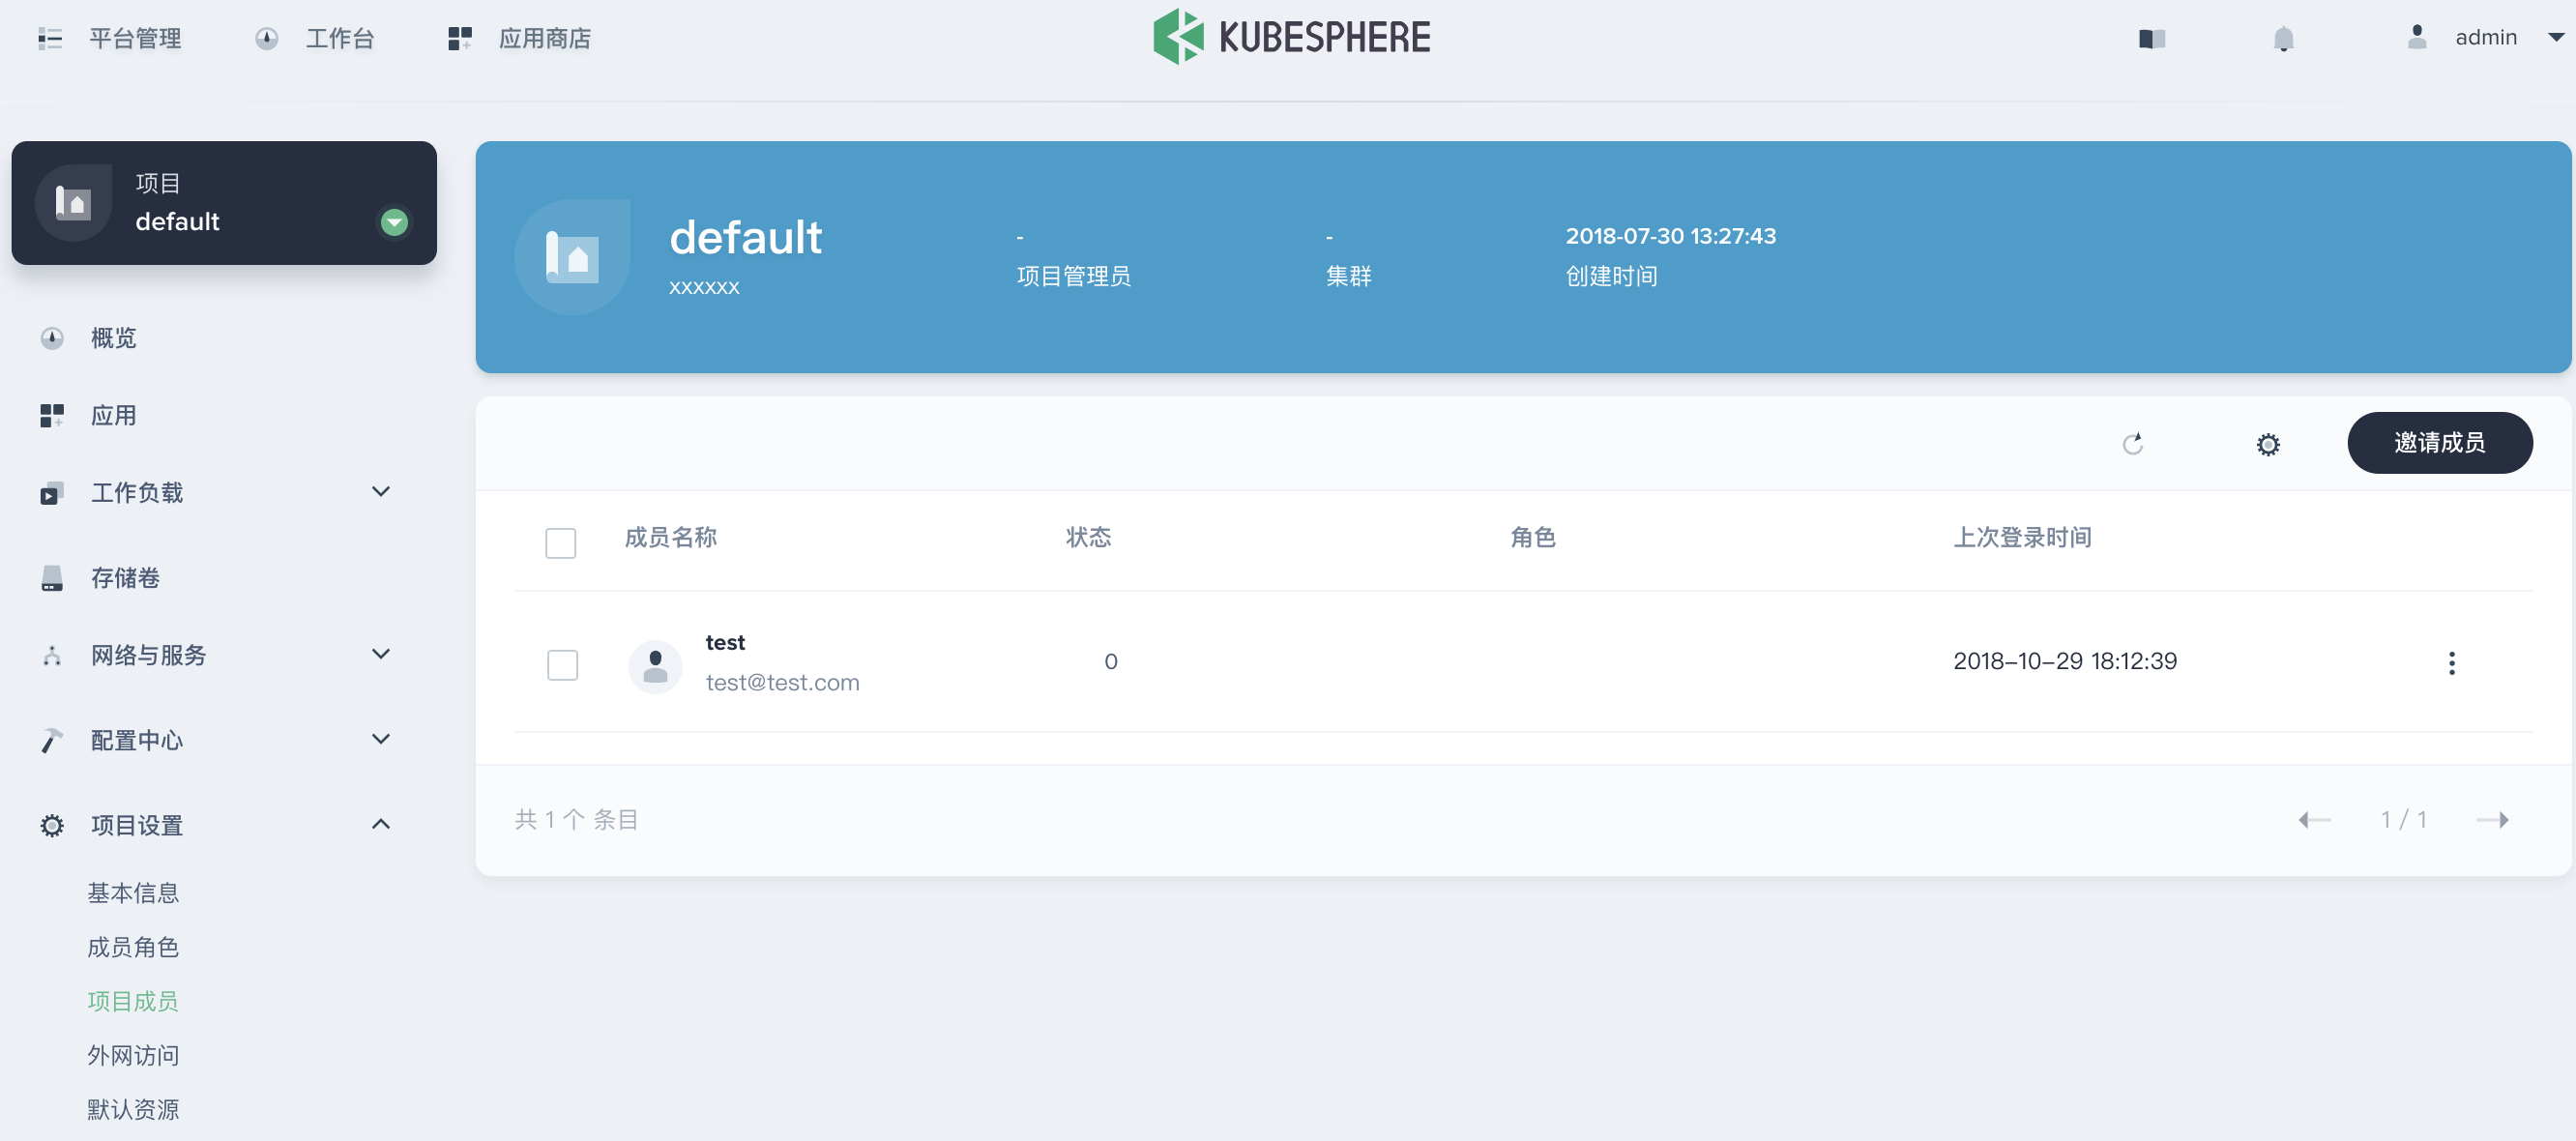 平台管理
工作台
应用商店
KUBESPHERE
admin
项目
default
概览
应用
工作负载
存储卷
网络与服务
配置中心
项目设置
基本信息
成员角色
项目成员
外网访问
默认资源
default
xxxxxx
-
项目管理员
-
集群
2018-07-30 13:27:43
创建时间
邀请成员
成员名称 状态 角色 上次登录时间
test
test@test.com
0
2018-10-29 18:12:39
共 1 个 条目
1 / 1